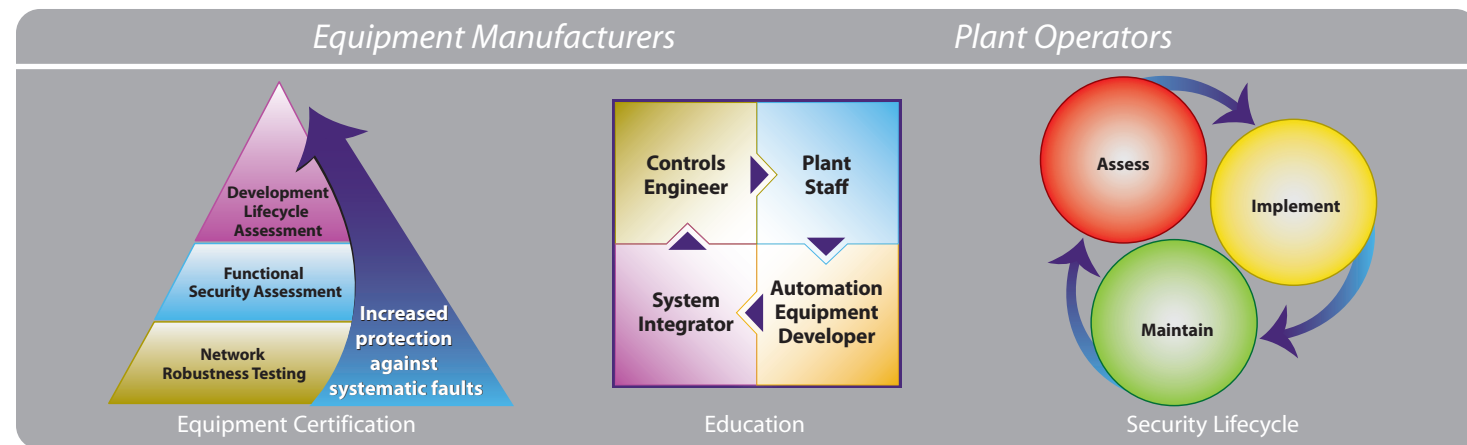 Equipment Manufacturers
Plant Operators
Development
Lifecycle
Assessment
Functional
Security Assessment
Network
Robustness Testing
Increased
protection
against
systematic faults
Equipment Certification
Controls
Engineer
Plant
Staff
System
Integrator
Automation
Equipment
Developer
Education
Assess
Implement
Maintain
Security Lifecycle